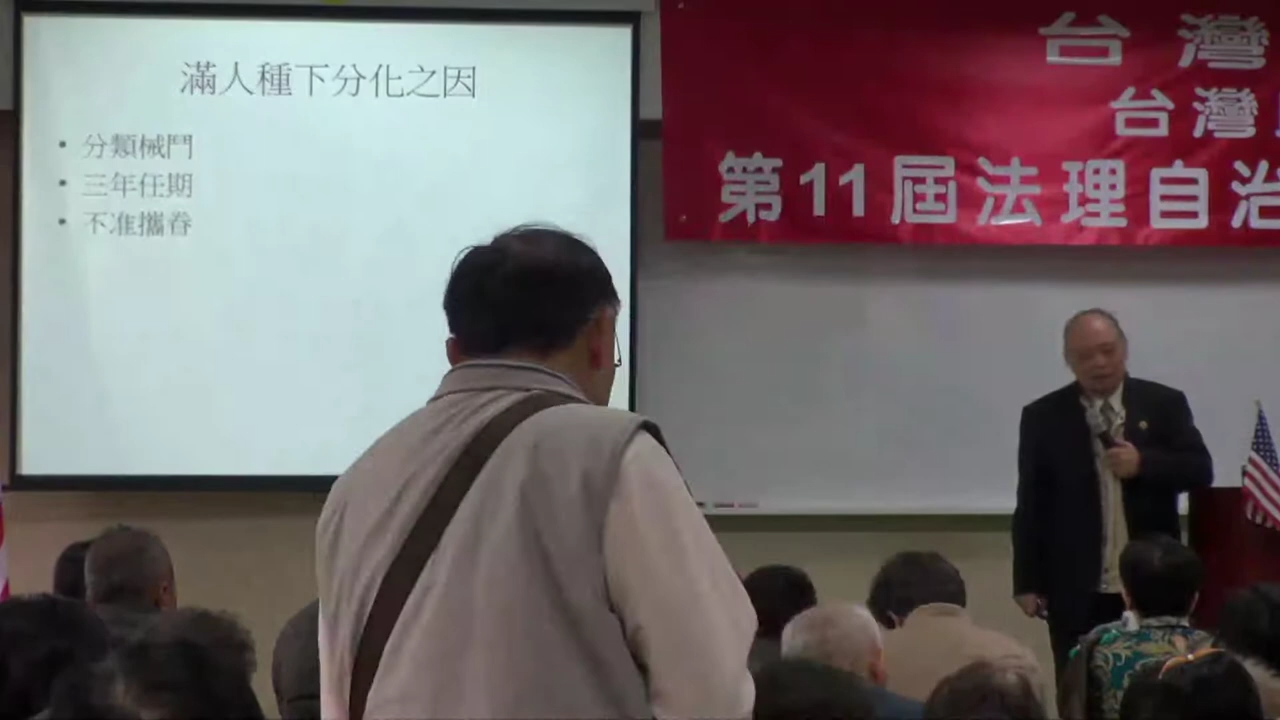 滿人種下分化之因
• 分類械鬥
• 三年任期
• 不准攜眷
台灣
台灣
第11屆法理自治